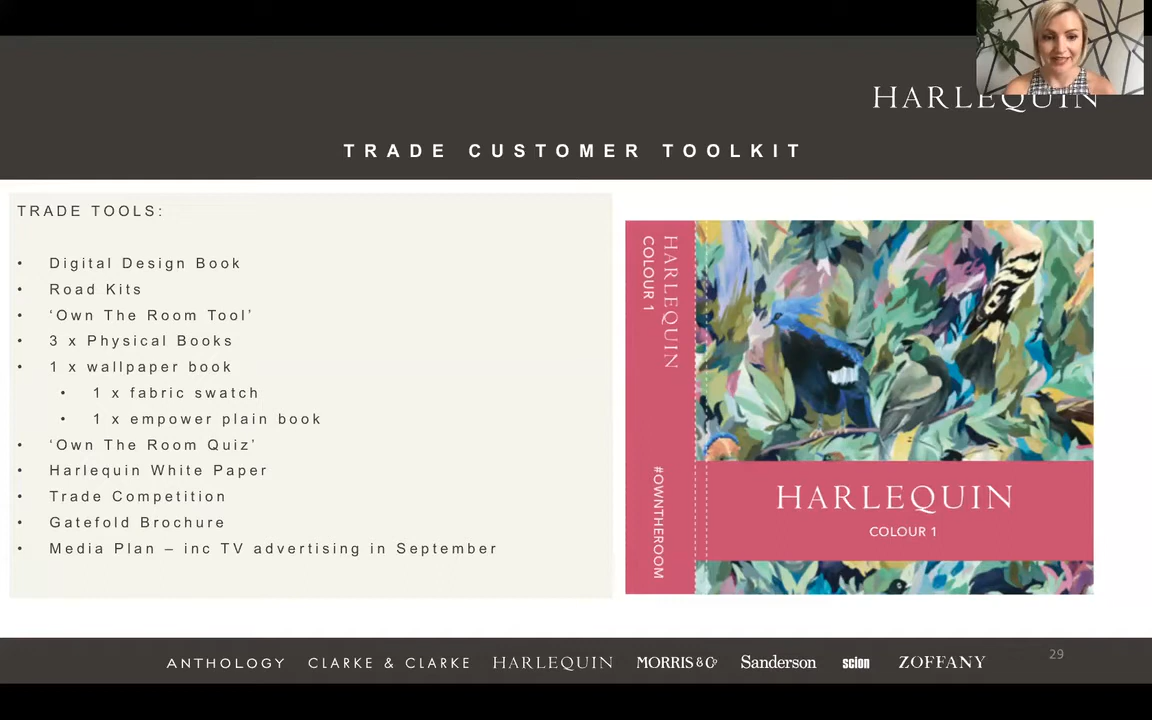 HARLEQUIN
TRADE CUSTOMER TOOLKIT
TRADE TOOLS:
• Digital Design Book
• Road Kits
• ‘Own The Room Tool’
• 3 x Physical Books
• 1 x wallpaper book
• 1 x fabric swatch
• 1 x empower plain book
• ‘Own The Room Quiz’
• Harlequin White Paper
• Trade Competition
• Gatefold Brochure
• Media Plan – inc TV advertising in September
HARLEQUIN
COLOUR 1
#OWNTHEROOM
HARLEQUIN
COLOUR 1
ANTHOLOGY CLARKE & CLARKE HARLEQUIN MORRIS & Co Sanderson scion ZOFFANY
29